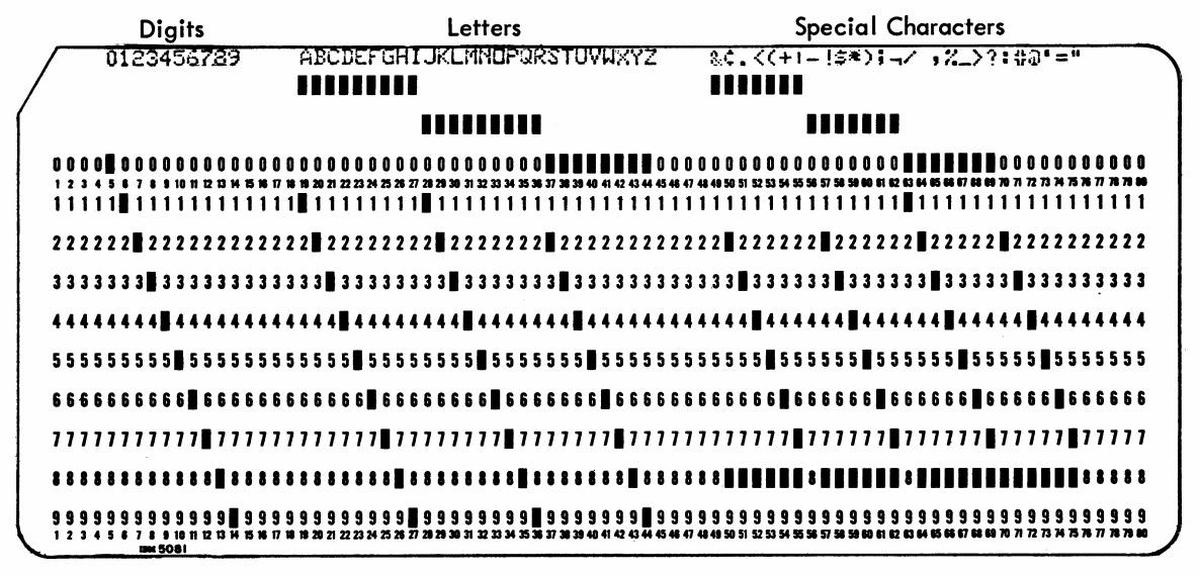 Digits Letters Special Characters
0123456789 ABCDEFGHIJKLMNOPQRSTUVWXYZ &¢.<(+|-!$*);¬/ ,%_>?:#@'="
0000 0000000000000000000000000000000 000000000000000000 00000000000
1 2 3 4 5 6 7 8 9 10 11 12 13 14 15 16 17 18 19 20 21 22 23 24 25 26 27 28 29 30 31 32 33 34 35 36 37 38 39 40 41 42 43 44 45 46 47 48 49 50 51 52 53 54 55 56 57 58 59 60 61 62 63 64 65 66 67 68 69 70 71 72 73 74 75 76 77 78 79 80
11111 111111111111 11111111 1111111111111111111111111111111111 11111111111111111
222222 222222222222 22222222 2222222 222222222222 222222 222222 22222 2222222222
3333333 333333333333 33333333 3333333 333333333333 333333 333333 33333 333333333
44444444 444444444444 44444444 4444444 444444444444 444444 444444 44444 44444444
555555555 555555555555 55555555 5555555 555555555555 555555 555555 55555 5555555
6666666666 666666666666 66666666 6666666 666666666666 666666 666666 66666 666666
77777777777 777777777777 77777777 7777777 777777777777 777777 777777 77777 77777
888888888888 888888888888 88888888 8888888 888888 8 8 88888
9999999999999 999999999999 99999999 9999999 999999999999999999999999999999999999
1 2 3 4 5 6 7 8 9 10 11 12 13 14 15 16 17 18 19 20 21 22 23 24 25 26 27 28 29 30 31 32 33 34 35 36 37 38 39 40 41 42 43 44 45 46 47 48 49 50 51 52 53 54 55 56 57 58 59 60 61 62 63 64 65 66 67 68 69 70 71 72 73 74 75 76 77 78 79 80
IBM 5081